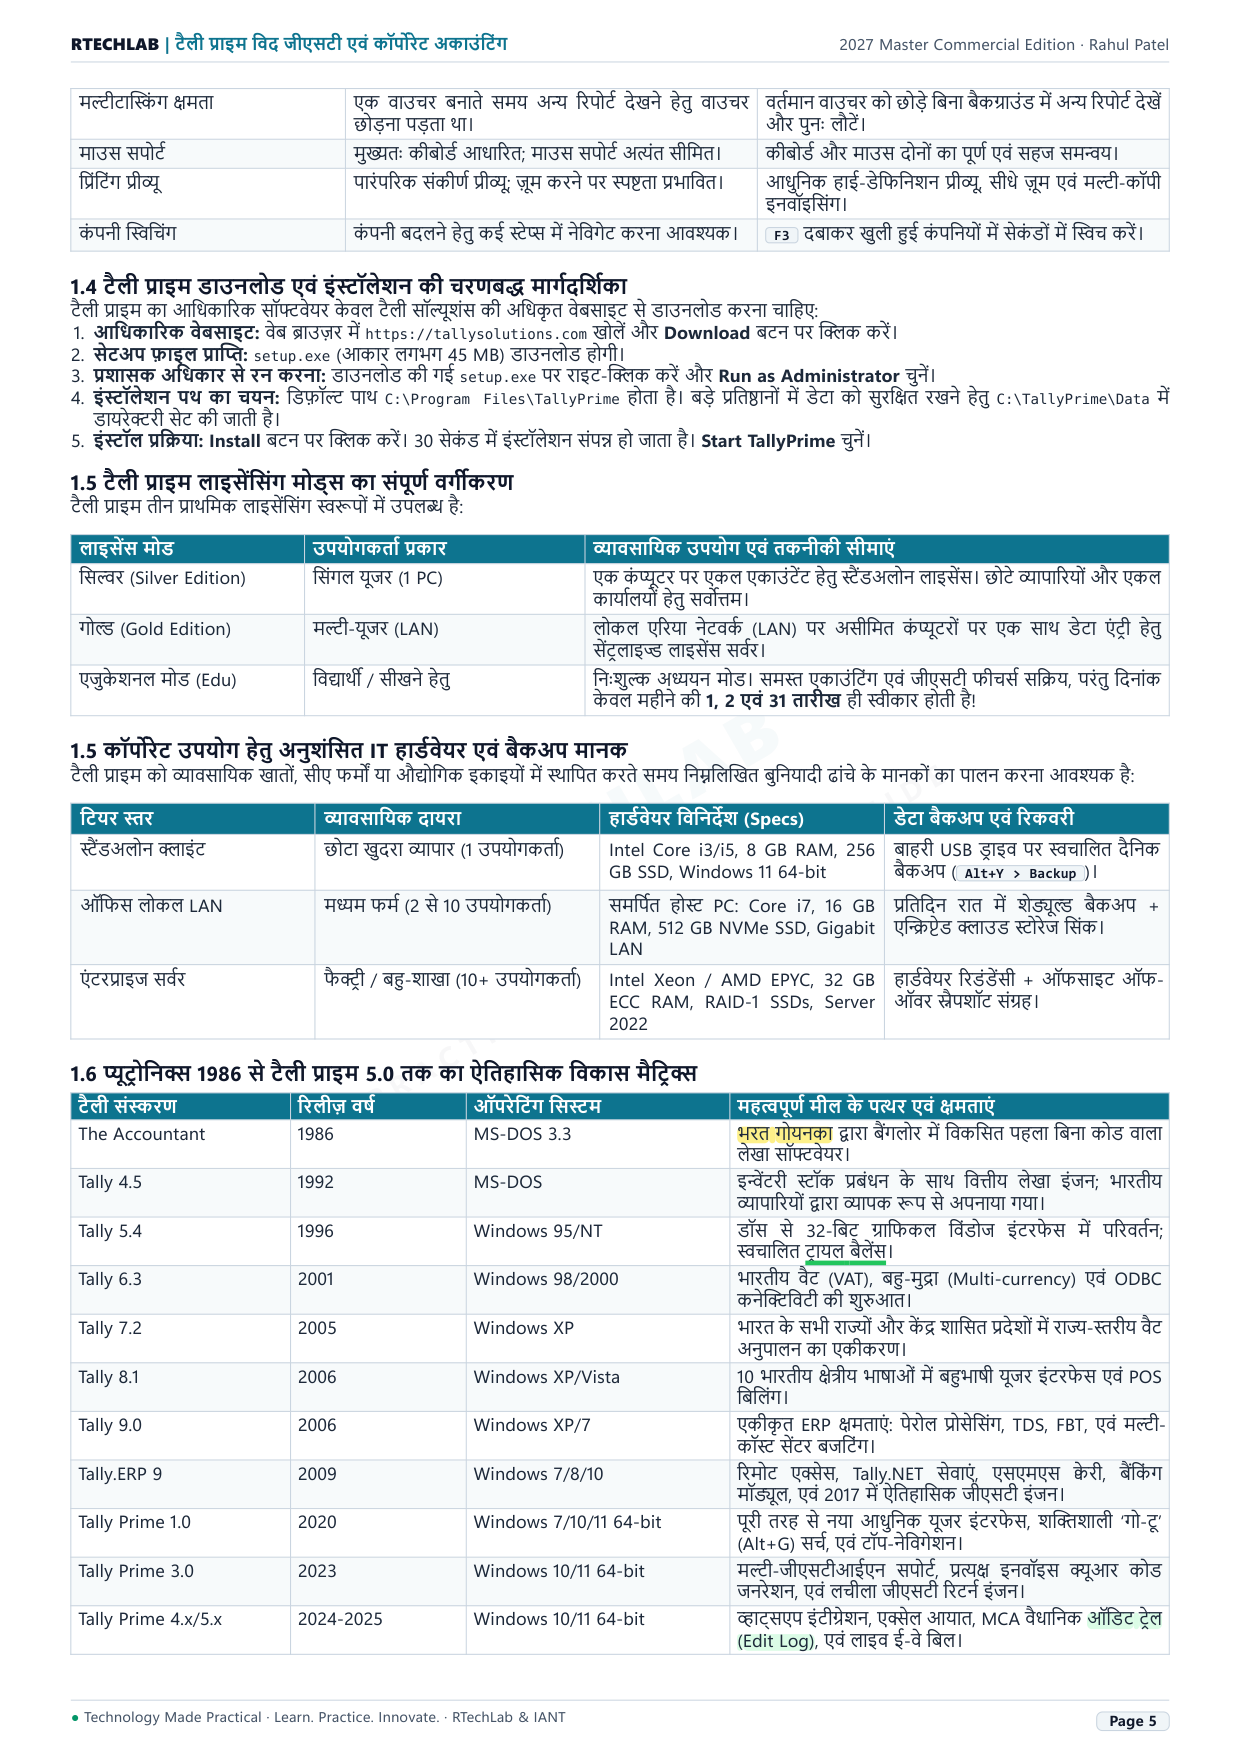 RTECHLAB | टैली प्राइम विद जीएसटी एवं कॉर्पोरेट अकाउंटिंग
2027 Master Commercial Edition · Rahul Patel
मल्टीटास्किंग क्षमता
एक वाउचर बनाते समय अन्य रिपोर्ट देखने हेतु वाउचर
छोड़ना पड़ता था।
वर्तमान वाउचर को छोड़े बिना बैकग्राउंड में अन्य रिपोर्ट देखें
और पुनः लौटें।
माउस सपोर्ट
मुख्यतः कीबोर्ड आधारित; माउस सपोर्ट अत्यंत सीमित।
कीबोर्ड और माउस दोनों का पूर्ण एवं सहज समन्वय।
प्रिंटिंग प्रीव्यू
पारंपरिक संकीर्ण प्रीव्यू; ज़ूम करने पर स्पष्टता प्रभावित।
आधुनिक हाई-डेफिनिशन प्रीव्यू, सीधे ज़ूम एवं मल्टी-कॉपी
इनवॉइसिंग।
कंपनी स्विचिंग
कंपनी बदलने हेतु कई स्टेप्स में नेविगेट करना आवश्यक।
F3 दबाकर खुली हुई कंपनियों में सेकंडों में स्विच करें।
1.4 टैली प्राइम डाउनलोड एवं इंस्टॉलेशन की चरणबद्ध मार्गदर्शिका
टैली प्राइम का आधिकारिक सॉफ्टवेयर केवल टैली सॉल्यूशंस की अधिकृत वेबसाइट से डाउनलोड करना चाहिए:
1. आधिकारिक वेबसाइट: वेब ब्राउज़र में https://tallysolutions.com खोलें और Download बटन पर क्लिक करें।
2. सेटअप फ़ाइल प्राप्ति: setup.exe (आकार लगभग 45 MB) डाउनलोड होगी।
3. प्रशासक अधिकार से रन करना: डाउनलोड की गई setup.exe पर राइट-क्लिक करें और Run as Administrator चुनें।
4. इंस्टॉलेशन पथ का चयन: डिफ़ॉल्ट पाथ C:\Program Files\TallyPrime होता है। बड़े प्रतिष्ठानों में डेटा को सुरक्षित रखने हेतु C:\TallyPrime\Data में
डायरेक्टरी सेट की जाती है।
5. इंस्टॉल प्रक्रिया: Install बटन पर क्लिक करें। 30 सेकंड में इंस्टॉलेशन संपन्न हो जाता है। Start TallyPrime चुनें।
1.5 टैली प्राइम लाइसेंसिंग मोड्स का संपूर्ण वर्गीकरण
टैली प्राइम तीन प्राथमिक लाइसेंसिंग स्वरूपों में उपलब्ध है:
लाइसेंस मोड
उपयोगकर्ता प्रकार
व्यावसायिक उपयोग एवं तकनीकी सीमाएं
सिल्वर (Silver Edition)
सिंगल यूजर (1 PC)
एक कंप्यूटर पर एकल एकाउंटेंट हेतु स्टैंडअलोन लाइसेंस। छोटे व्यापारियों और एकल
कार्यालयों हेतु सर्वोत्तम।
गोल्ड (Gold Edition)
मल्टी-यूजर (LAN)
लोकल एरिया नेटवर्क (LAN) पर असीमित कंप्यूटरों पर एक साथ डेटा एंट्री हेतु
सेंट्रलाइज्ड लाइसेंस सर्वर।
एजुकेशनल मोड (Edu)
विद्यार्थी / सीखने हेतु
निःशुल्क अध्ययन मोड। समस्त एकाउंटिंग एवं जीएसटी फीचर्स सक्रिय, परंतु दिनांक
केवल महीने की 1, 2 एवं 31 तारीख ही स्वीकार होती है!
1.5 कॉर्पोरेट उपयोग हेतु अनुशंसित IT हार्डवेयर एवं बैकअप मानक
टैली प्राइम को व्यावसायिक खातों, सीए फर्मों या औद्योगिक इकाइयों में स्थापित करते समय निम्नलिखित बुनियादी ढांचे के मानकों का पालन करना आवश्यक है:
टियर स्तर
व्यावसायिक दायरा
हार्डवेयर विनिर्देश (Specs)
डेटा बैकअप एवं रिकवरी
स्टैंडअलोन क्लाइंट
छोटा खुदरा व्यापार (1 उपयोगकर्ता)
Intel Core i3/i5, 8 GB RAM, 256
GB SSD, Windows 11 64-bit
बाहरी USB ड्राइव पर स्वचालित दैनिक
बैकअप (Alt+Y > Backup)।
ऑफिस लोकल LAN
मध्यम फर्म (2 से 10 उपयोगकर्ता)
समर्पित होस्ट PC: Core i7, 16 GB
RAM, 512 GB NVMe SSD, Gigabit
LAN
प्रतिदिन रात में शेड्यूल्ड बैकअप +
एन्क्रिप्टेड क्लाउड स्टोरेज सिंक।
एंटरप्राइज सर्वर
फैक्ट्री / बहु-शाखा (10+ उपयोगकर्ता)
Intel Xeon / AMD EPYC, 32 GB
ECC RAM, RAID-1 SSDs, Server
2022
हार्डवेयर रिडंडेंसी + ऑफसाइट ऑफ-
ऑवर स्नैपशॉट संग्रह।
1.6 प्यूट्रोनिक्स 1986 से टैली प्राइम 5.0 तक का ऐतिहासिक विकास मैट्रिक्स
टैली संस्करण
रिलीज़ वर्ष
ऑपरेटिंग सिस्टम
महत्वपूर्ण मील के पत्थर एवं क्षमताएं
The Accountant
1986
MS-DOS 3.3
भरत गोयनका द्वारा बैंगलोर में विकसित पहला बिना कोड वाला
लेखा सॉफ्टवेयर।
Tally 4.5
1992
MS-DOS
इन्वेंटरी स्टॉक प्रबंधन के साथ वित्तीय लेखा इंजन; भारतीय
व्यापारियों द्वारा व्यापक रूप से अपनाया गया।
Tally 5.4
1996
Windows 95/NT
डॉस से 32-बिट ग्राफिकल विंडोज इंटरफेस में परिवर्तन;
स्वचालित ट्रायल बैलेंस।
Tally 6.3
2001
Windows 98/2000
भारतीय वैट (VAT), बहु-मुद्रा (Multi-currency) एवं ODBC
कनेक्टिविटी की शुरुआत।
Tally 7.2
2005
Windows XP
भारत के सभी राज्यों और केंद्र शासित प्रदेशों में राज्य-स्तरीय वैट
अनुपालन का एकीकरण।
Tally 8.1
2006
Windows XP/Vista
10 भारतीय क्षेत्रीय भाषाओं में बहुभाषी यूजर इंटरफेस एवं POS
बिलिंग।
Tally 9.0
2006
Windows XP/7
एकीकृत ERP क्षमताएं: पेरोल प्रोसेसिंग, TDS, FBT, एवं मल्टी-
कॉस्ट सेंटर बजटिंग।
Tally.ERP 9
2009
Windows 7/8/10
रिमोट एक्सेस, Tally.NET सेवाएं, एसएमएस क्वेरी, बैंकिंग
मॉड्यूल, एवं 2017 में ऐतिहासिक जीएसटी इंजन।
Tally Prime 1.0
2020
Windows 7/10/11 64-bit
पूरी तरह से नया आधुनिक यूजर इंटरफेस, शक्तिशाली ‘गो-टू’
(Alt+G) सर्च, एवं टॉप-नेविगेशन।
Tally Prime 3.0
2023
Windows 10/11 64-bit
मल्टी-जीएसटीआईएन सपोर्ट, प्रत्यक्ष इनवॉइस क्यूआर कोड
जनरेशन, एवं लचीला जीएसटी रिटर्न इंजन।
Tally Prime 4.x/5.x
2024-2025
Windows 10/11 64-bit
व्हाट्सएप इंटीग्रेशन, एक्सेल आयात, MCA वैधानिक ऑडिट ट्रेल
(Edit Log), एवं लाइव ई-वे बिल।
● Technology Made Practical · Learn. Practice. Innovate. · RTechLab & IANT
Page 5